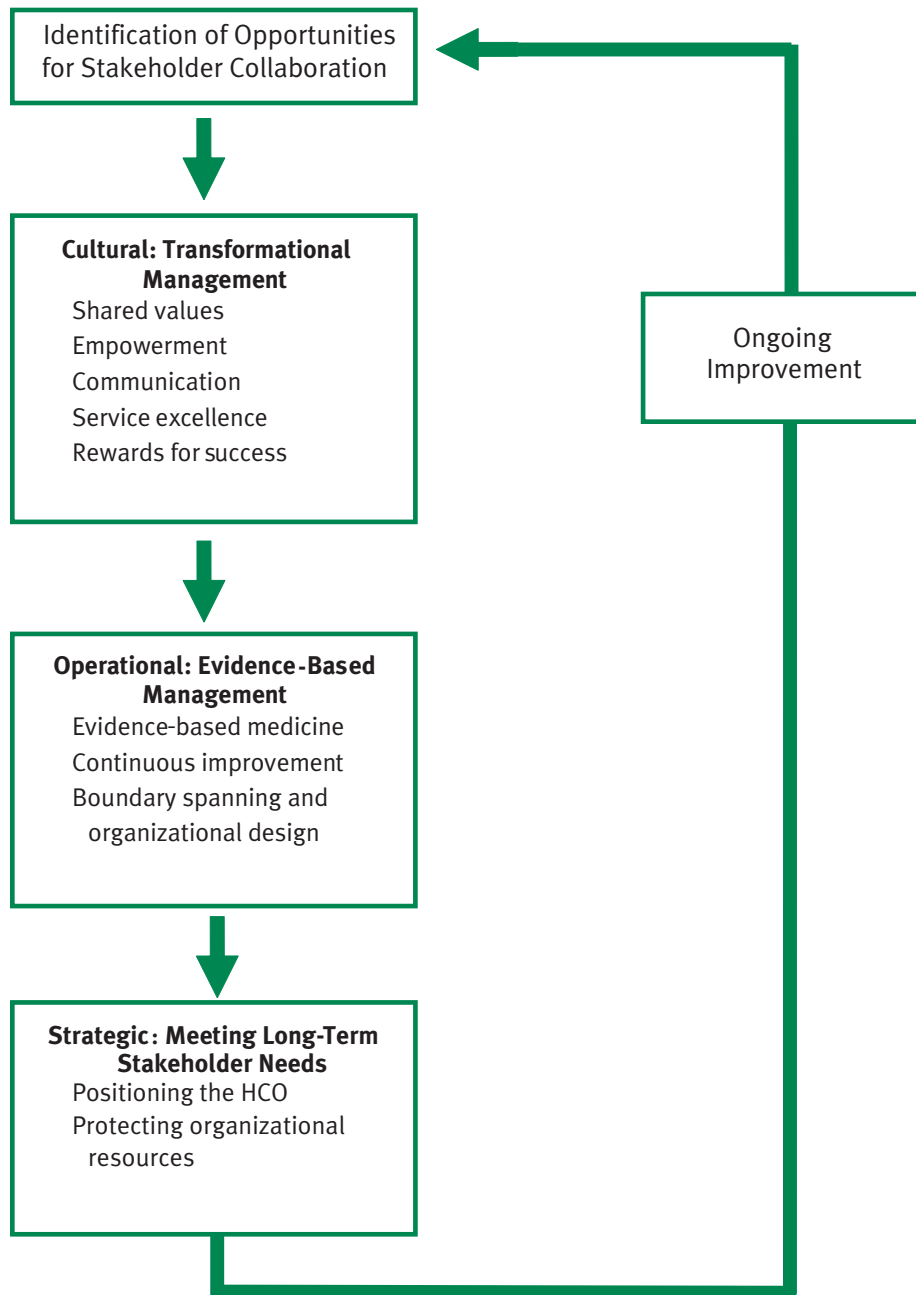 Identification of Opportunities
for Stakeholder Collaboration
Cultural: Transformational
Management
Shared values
Empowerment
Communication
Service excellence
Rewards for success
Ongoing
Improvement
Operational: Evidence-Based
Management
Evidence-based medicine
Continuous improvement
Boundary spanning and
organizational design
Strategic: Meeting Long-Term
Stakeholder Needs
Positioning the HCO
Protecting organizational
resources